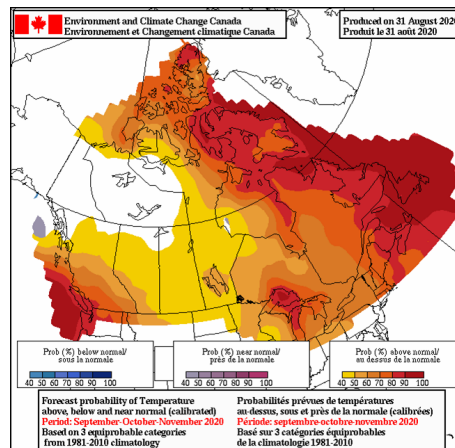 Environment and Climate Change Canada
Environnement et Changement climatique Canada
Produced on 31 August 2020
Produit le 31 août 2020
Prob (%) below normal/
sous la normale
40 50 60 70 80 90 100
Prob (%) near normal/
près de la normale
40 50 60 70 80 90 100
Prob (%) above normal/
au dessus de la normale
40 50 60 70 80 90 100
Forecast probability of Temperature
above, below and near normal (calibrated)
Period: September-October-November 2020
Based on 3 equiprobable categories
from 1981-2010 climatology
Probabilités prévues de températures
au-dessus, sous et près de la normale (calibrées)
Période: septembre-octobre-novembre 2020
Basé sur 3 catégories équiprobables
de la climatologie 1981-2010